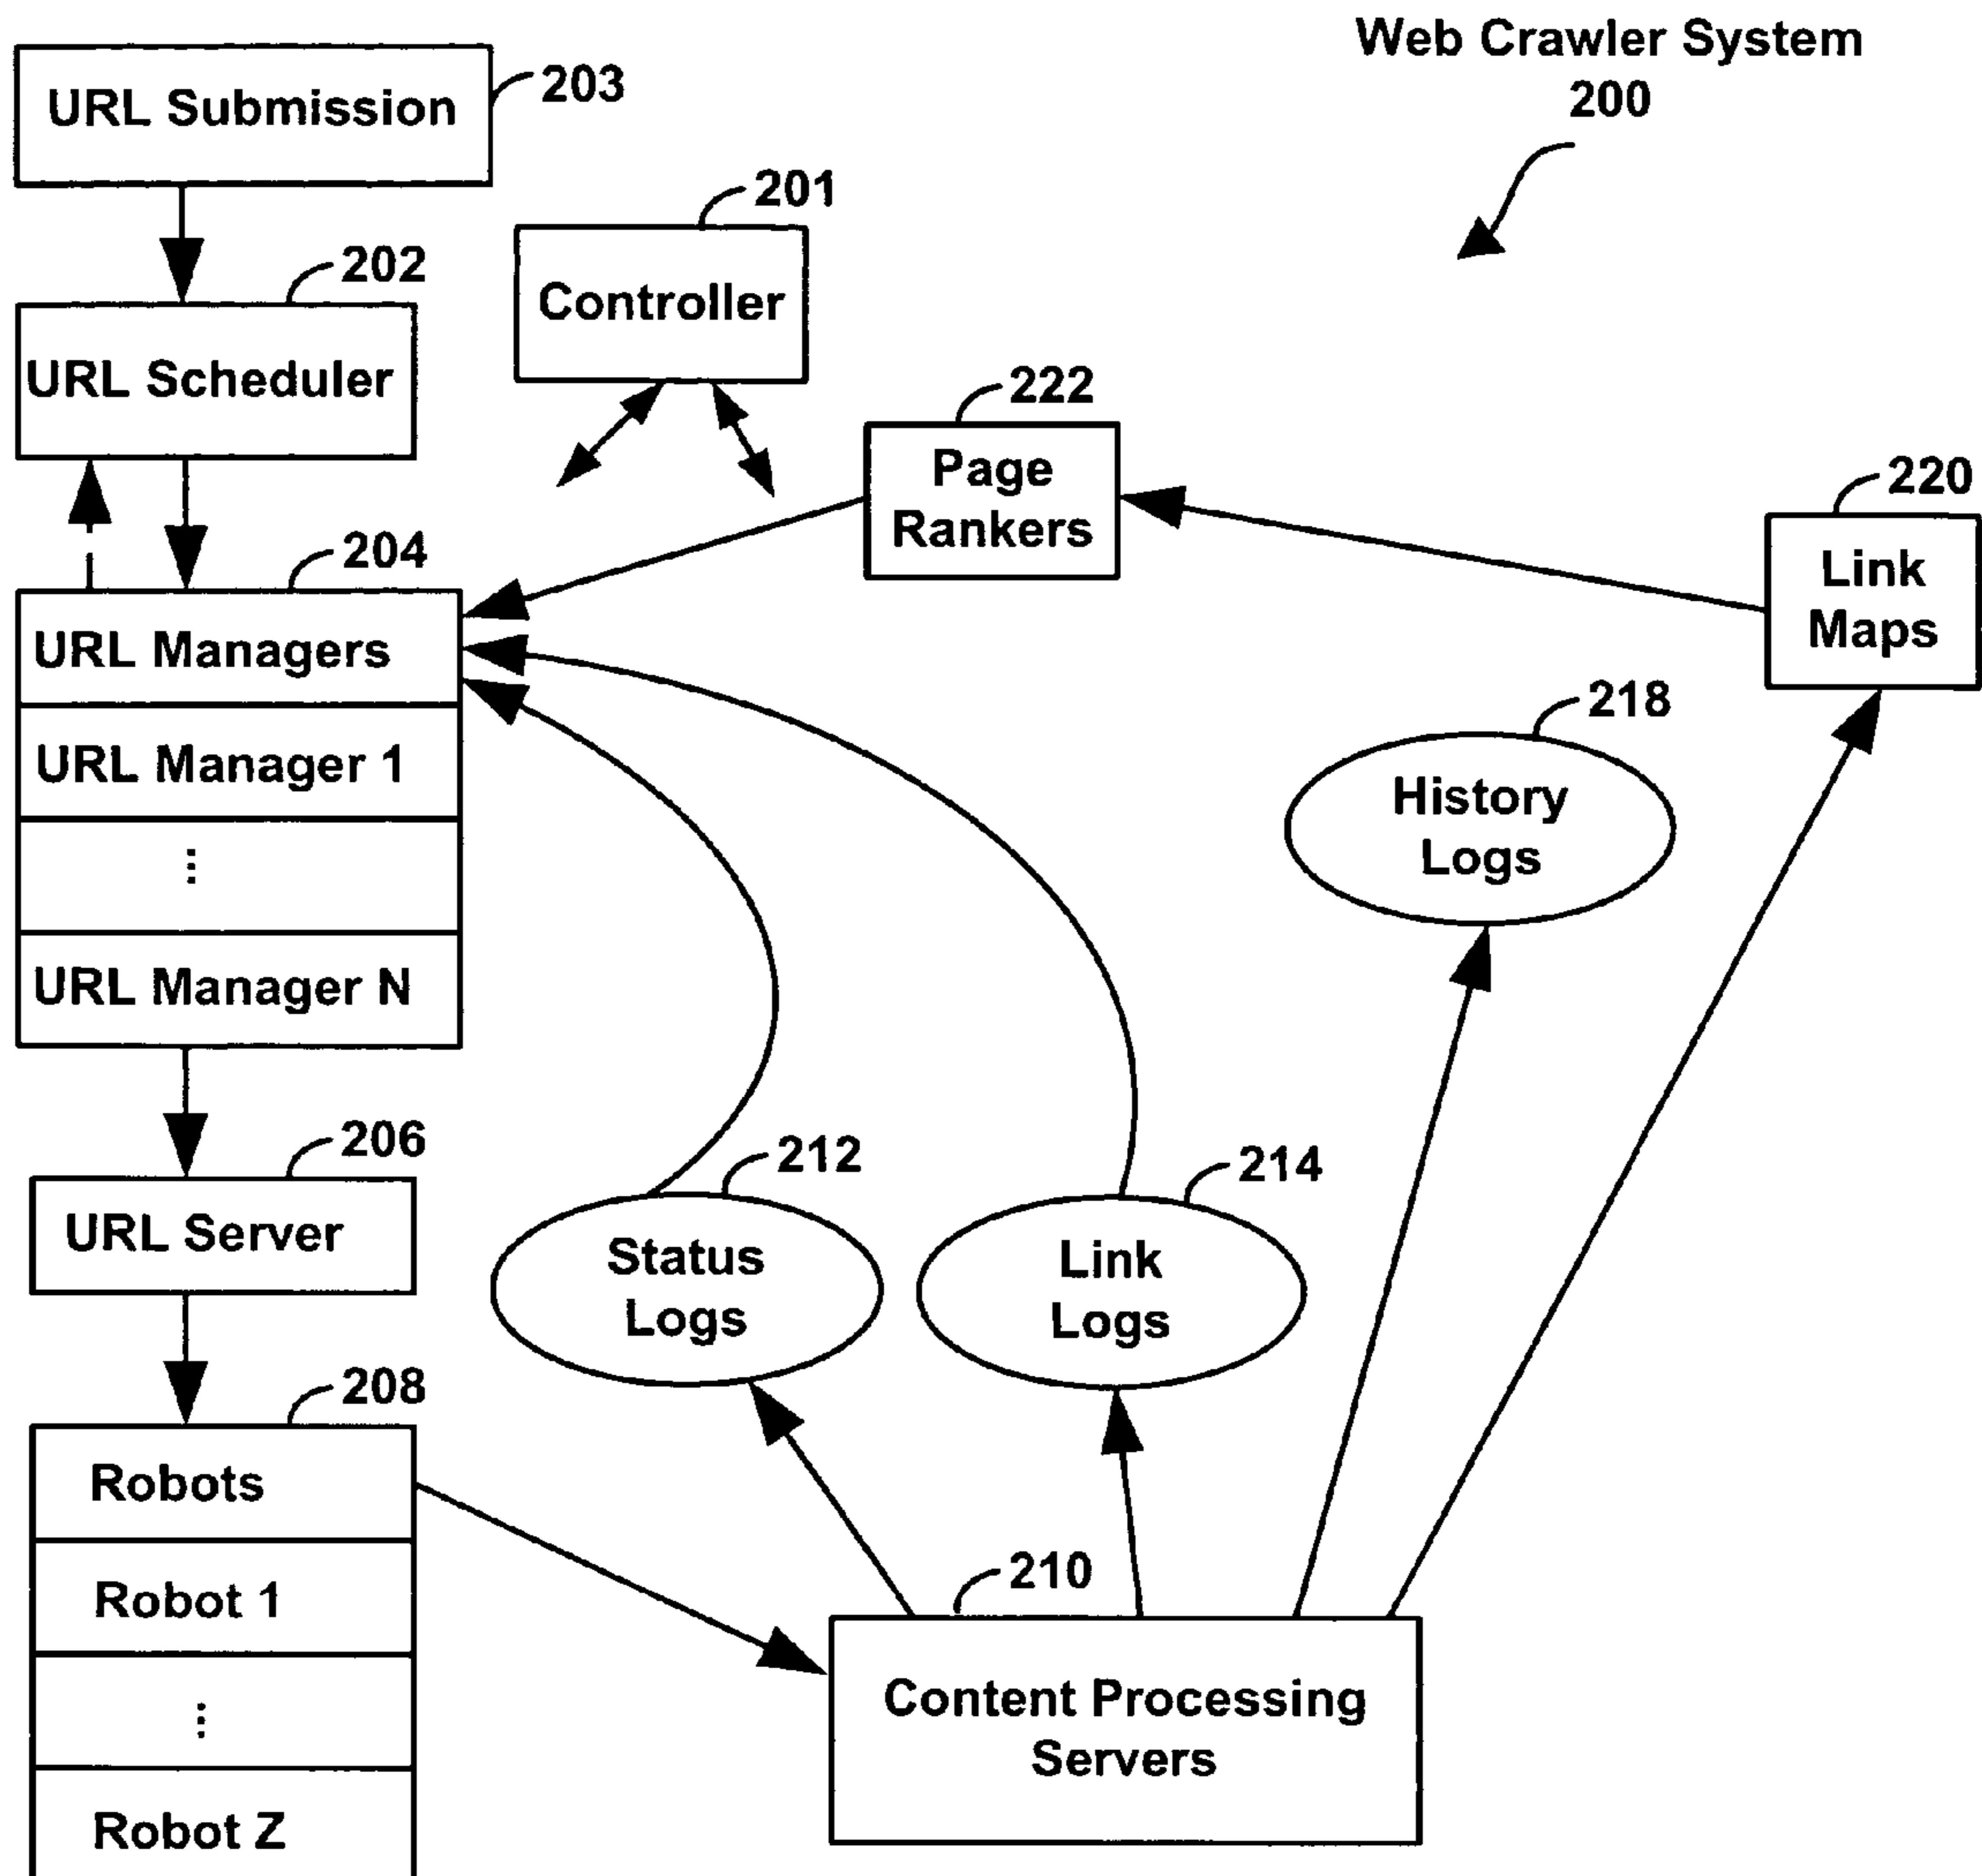 Web Crawler System
200
URL Submission
203
201
Controller
202
URL Scheduler
222
Page
Rankers
220
Link
Maps
204
URL Managers
URL Manager 1
⋮
URL Manager N
218
History
Logs
206
URL Server
212
Status
Logs
214
Link
Logs
208
Robots
Robot 1
⋮
Robot Z
210
Content Processing
Servers